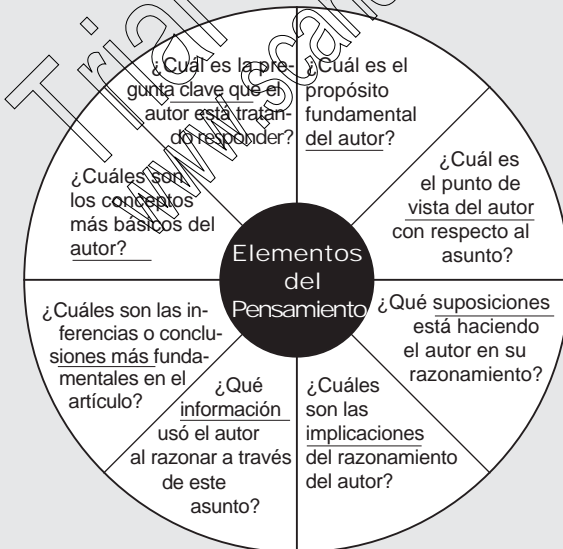 Trial
www.scan
¿Cuál es la pre-
gunta clave que el
autor está tratan-
do responder?
¿Cuál es el
propósito
fundamental
del autor?
¿Cuál es
el punto de
vista del autor
con respecto al
asunto?
¿Qué suposiciones
está haciendo
el autor en su
razonamiento?
¿Cuáles
son las
implicaciones
del razonamiento
del autor?
¿Qué
información
usó el autor
al razonar a través
de este
asunto?
¿Cuáles son las in-
ferencias o conclu-
siones más funda-
mentales en el
artículo?
¿Cuáles son
los conceptos
más básicos del
autor?
Elementos
del
Pensamiento